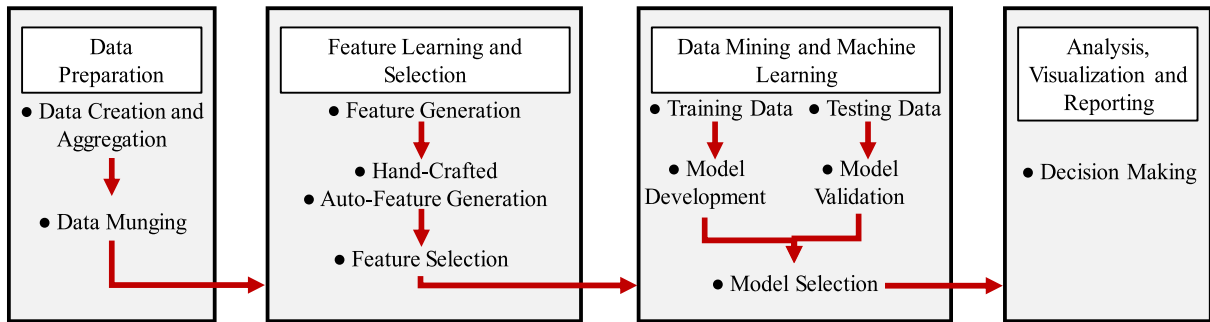 Data
Preparation
● Data Creation and
Aggregation
● Data Munging
Feature Learning and
Selection
● Feature Generation
● Hand-Crafted
● Auto-Feature Generation
● Feature Selection
Data Mining and Machine
Learning
● Training Data
● Model
Development
● Testing Data
● Model
Validation
● Model Selection
Analysis,
Visualization and
Reporting
● Decision Making